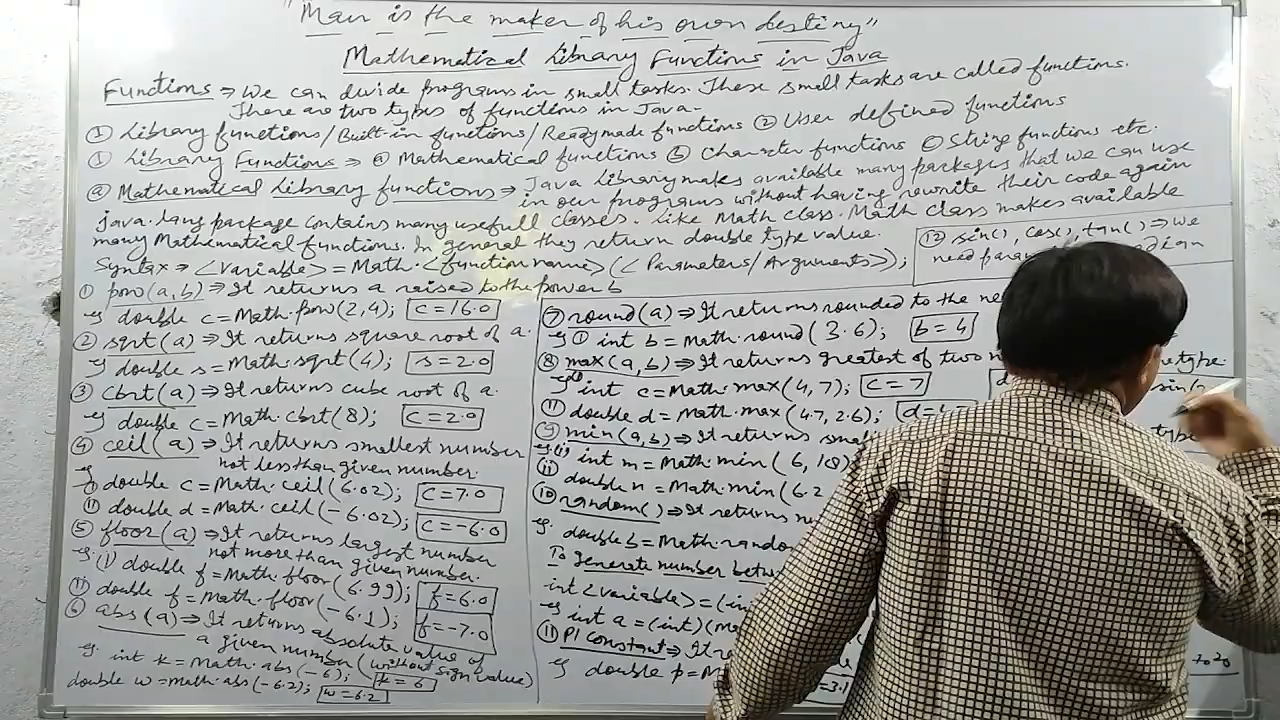 "Man is the maker of his own destiny"
Mathematical Library Functions in Java
Functions ⇒ We can divide programs in small tasks. These small tasks are called functions.
There are two types of functions in Java-
① Library functions/Built-in functions/Readymade functions ② User defined functions
① Library Functions ⇒ ⓐ Mathematical functions ⓑ Character functions ⓒ String functions etc.
ⓐ Mathematical Library functions ⇒ Java Library makes available many packages that we can use
in our programs without having rewrite their code again
java.lang package contains many usefull classes. Like Math class. Math class makes available
many Mathematical functions. In general they return double type value.
Syntax ⇒ <variable> = Math.<function name>(<Parameters/Arguments>);
① pow(a,b) ⇒ It returns a raised to the power b
eg double c = Math.pow(2,4); c=16.0
② sqrt(a) ⇒ It returns square root of a.
eg double s = Math.sqrt(4); s=2.0
③ cbrt(a) ⇒ It returns cube root of a.
eg double c = Math.cbrt(8); c=2.0
④ ceil(a) ⇒ It returns smallest number
not less than given number.
eg
① double c = Math.ceil(6.02); c=7.0
⑪ double d = Math.ceil(-6.02); c=-6.0
⑤ floor(a) ⇒ It returns largest number
not more than given number.
eg. (i) double f = Math.floor(6.99); f=6.0
⑪ double f = Math.floor(-6.1); f=-7.0
⑥ abs(a) ⇒ It returns absolute value of
a given number (without sign value)
eg. int k = Math.abs(-6); k=6
double w = Math.abs(-6.2); w=6.2
⑫ sin(), cos(), tan() ⇒ We
need
⑦ round(a) ⇒ It returns rounded to the
eg ① int b = Math.round(3.6); b=4
⑧ max(a,b) ⇒ It returns greatest of two type.
eg(i) int c = Math.max(4,7); c=7
⑪ double d = Math.max(4.7, 2.6);
⑨ min(a,b) ⇒ It returns
eg.(i) int m = Math.min(6, 18)
⑪ double n = Math.min(6.2
⑩ random() ⇒ It returns
eg. double b = Math.
To generate number
int <variable> = (
eg int a = (int)(
⑪ PI constant ⇒
eg double p =